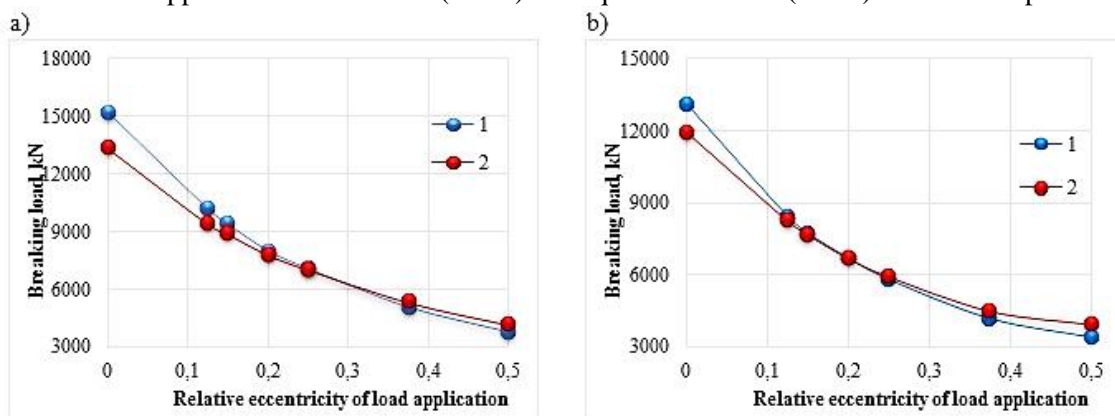 a)
18000
15000
12000
9000
6000
3000
Breaking load, kN
0 0,1 0,2 0,3 0,4 0,5
Relative eccentricity of load application
1
2
b)
15000
12000
9000
6000
3000
Breaking load, kN
0 0,1 0,2 0,3 0,4 0,5
Relative eccentricity of load application
1
2